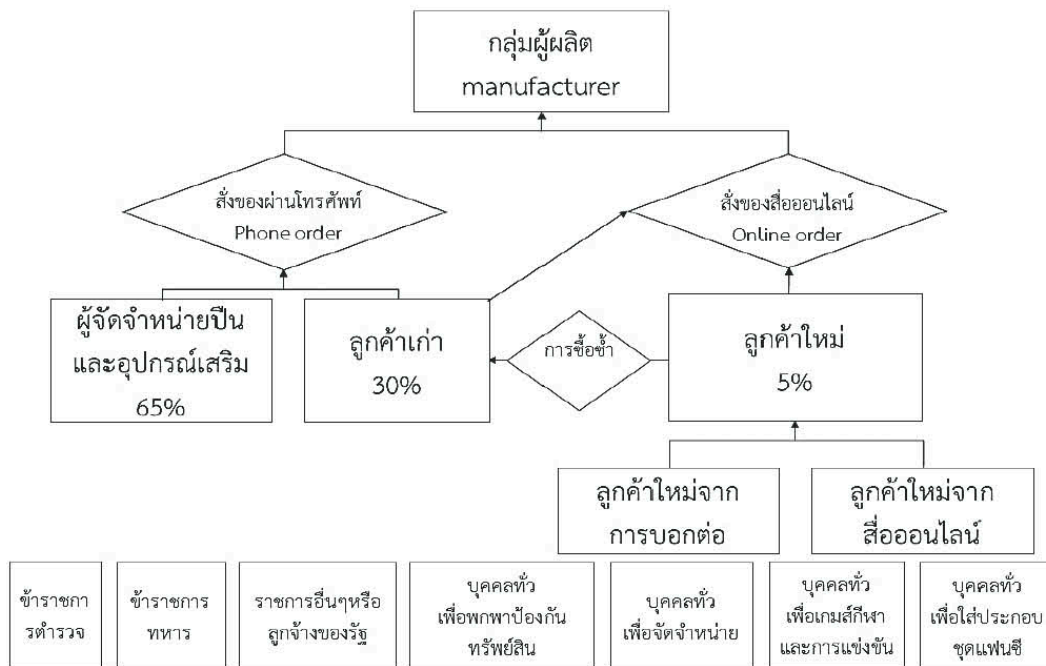 กลุ่มผู้ผลิต
manufacturer
สั่งของผ่านโทรศัพท์
Phone order
สั่งของสื่อออนไลน์
Online order
ผู้จัดจำหน่ายปืน
และอุปกรณ์เสริม
65%
ลูกค้าเก่า
30%
การซื้อซ้ำ
ลูกค้าใหม่
5%
ลูกค้าใหม่จาก
การบอกต่อ
ลูกค้าใหม่จาก
สื่อออนไลน์
ข้าราชกา
รตำรวจ
ข้าราชการ
ทหาร
ราชการอื่นๆหรือ
ลูกจ้างของรัฐ
บุคคลทั่ว
เพื่อพกพาป้องกัน
ทรัพย์สิน
บุคคลทั่ว
เพื่อจัดจำหน่าย
บุคคลทั่ว
เพื่อเกมส์กีฬา
และการแข่งขัน
บุคคลทั่ว
เพื่อใส่ประกอบ
ชุดแฟนซี